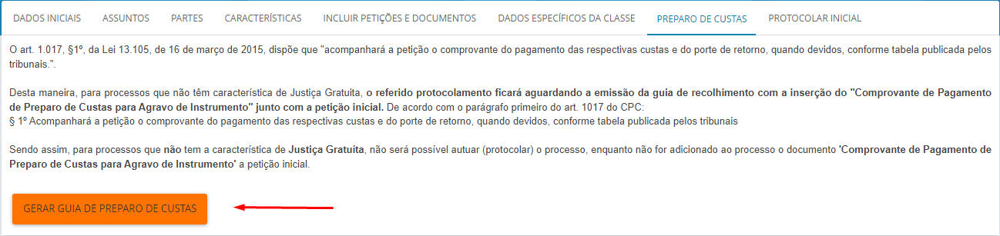 DADOS INICIAIS ASSUNTOS PARTES CARACTERÍSTICAS INCLUIR PETIÇÕES E DOCUMENTOS DADOS ESPECÍFICOS DA CLASSE PREPARO DE CUSTAS PROTOCOLAR INICIAL
O art. 1.017, §1º, da Lei 13.105, de 16 de março de 2015, dispõe que "acompanhará a petição o comprovante do pagamento das respectivas custas e do porte de retorno, quando devidos, conforme tabela publicada pelos
tribunais.".
Desta maneira, para processos que não têm característica de Justiça Gratuita, o referido protocolamento ficará aguardando a emissão da guia de recolhimento com a inserção do "Comprovante de Pagamento
de Preparo de Custas para Agravo de Instrumento" junto com a petição inicial. De acordo com o parágrafo primeiro do art. 1017 do CPC:
§ 1º Acompanhará a petição o comprovante do pagamento das respectivas custas e do porte de retorno, quando devidos, conforme tabela publicada pelos tribunais
Sendo assim, para processos que não tem a característica de Justiça Gratuita, não será possível autuar (protocolar) o processo, enquanto não for adicionado ao processo o documento 'Comprovante de Pagamento de
Preparo de Custas para Agravo de Instrumento' a petição inicial.
GERAR GUIA DE PREPARO DE CUSTAS